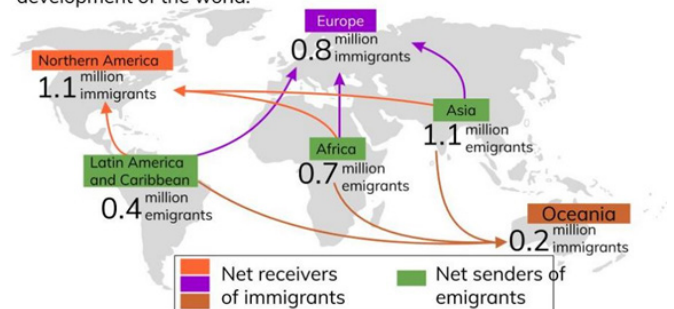 development of the world.
Europe
0.8 million
immigrants
Northern America
1.1 million
immigrants
Asia
1.1 million
emigrants
Africa
0.7 million
emigrants
Latin America
and Caribbean
0.4 million
emigrants
Oceania
0.2 million
immigrants
Net receivers
of immigrants
Net senders of
emigrants